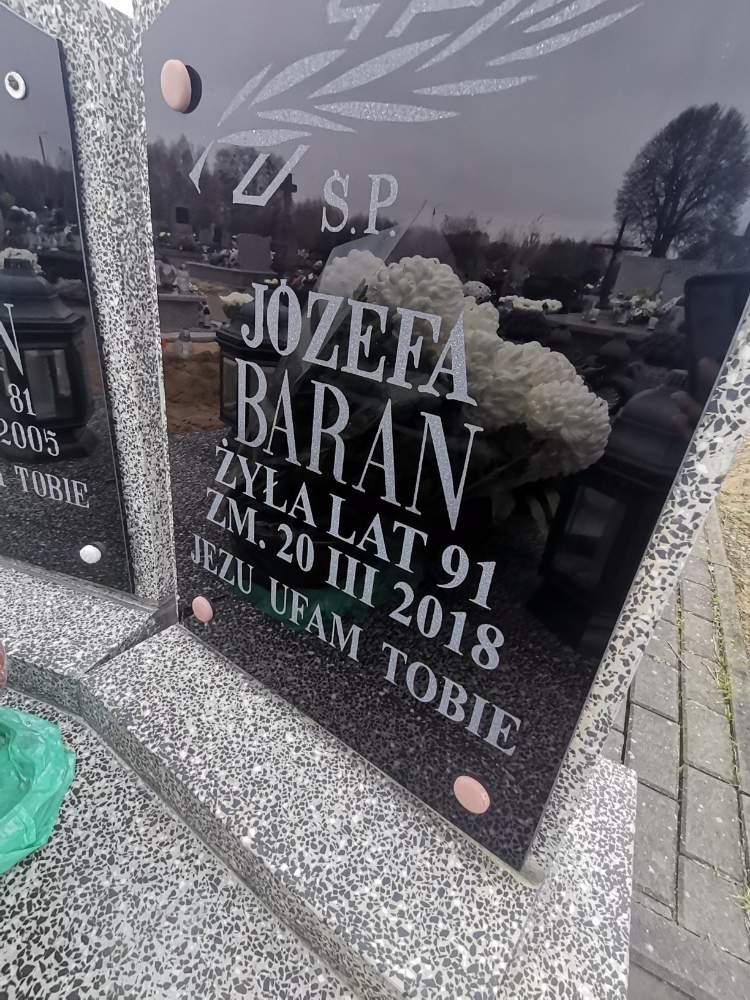 N
81
2005
TOBIE
Ś.P.
JÓZEFA
BARAN
ŻYŁA LAT 91
ZM. 20 III 2018
JEZU UFAM TOBIE